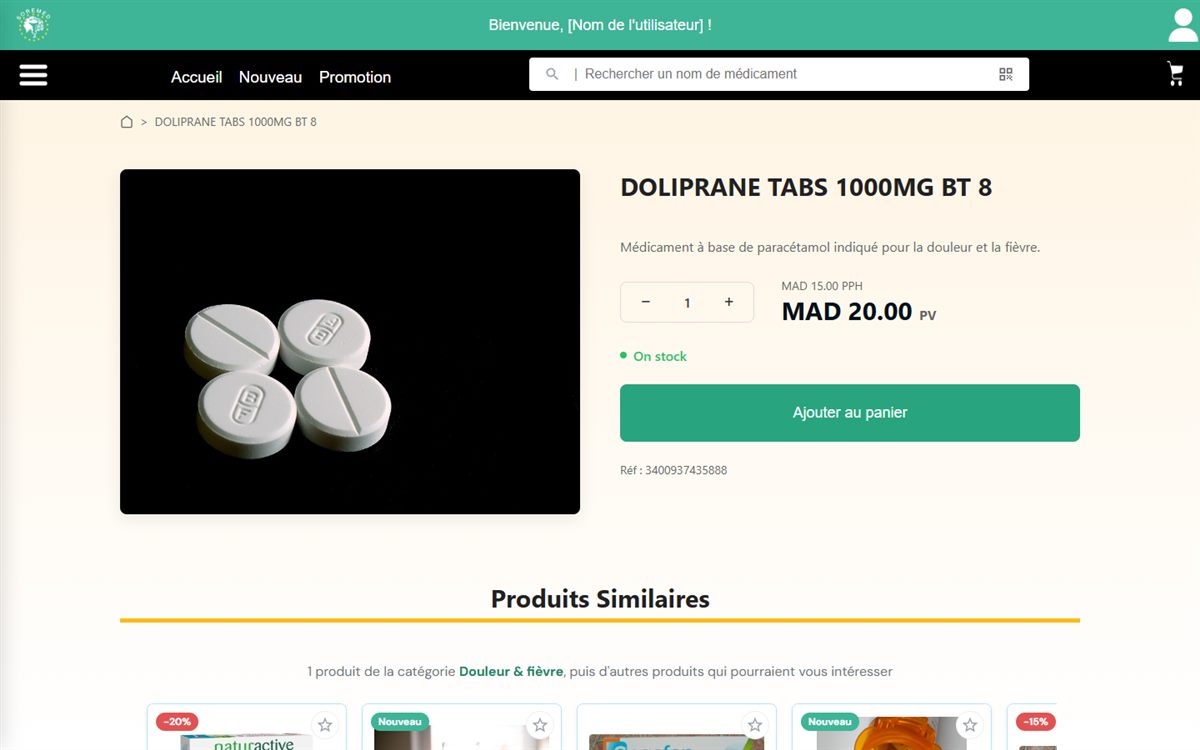 SOREMED
Bienvenue, [Nom de l'utilisateur] !
Accueil Nouveau Promotion
| Rechercher un nom de médicament
> DOLIPRANE TABS 1000MG BT 8
DOLIPRANE TABS 1000MG BT 8
Médicament à base de paracétamol indiqué pour la douleur et la fièvre.
− 1 +
MAD 15.00 PPH
MAD 20.00 PV
On stock
Ajouter au panier
Réf : 3400937435888
Produits Similaires
1 produit de la catégorie Douleur & fièvre, puis d'autres produits qui pourraient vous intéresser
-20%
Nouveau
Nouveau
-15%
naturactive